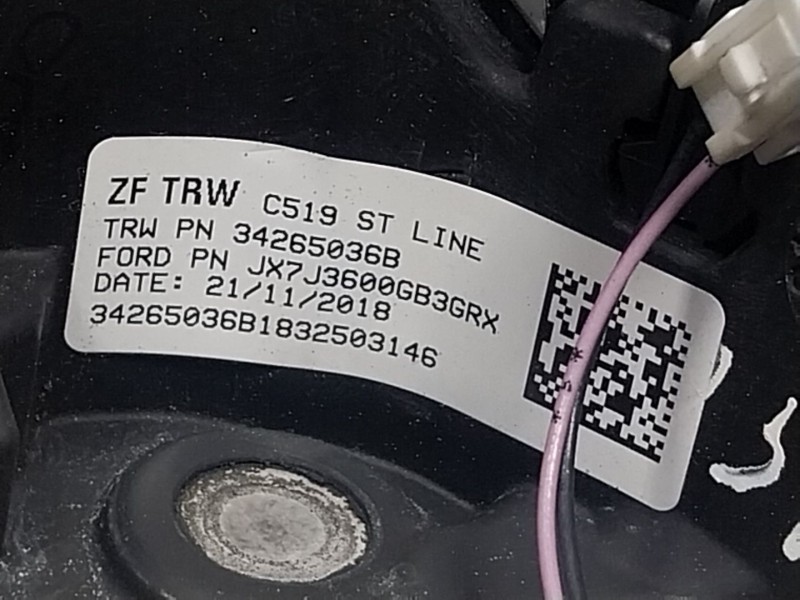 ZF TRW C519 ST LINE
TRW PN 34265036B
FORD PN JX7J3600GB3GRX
DATE: 21/11/2018
34265036B1832503146